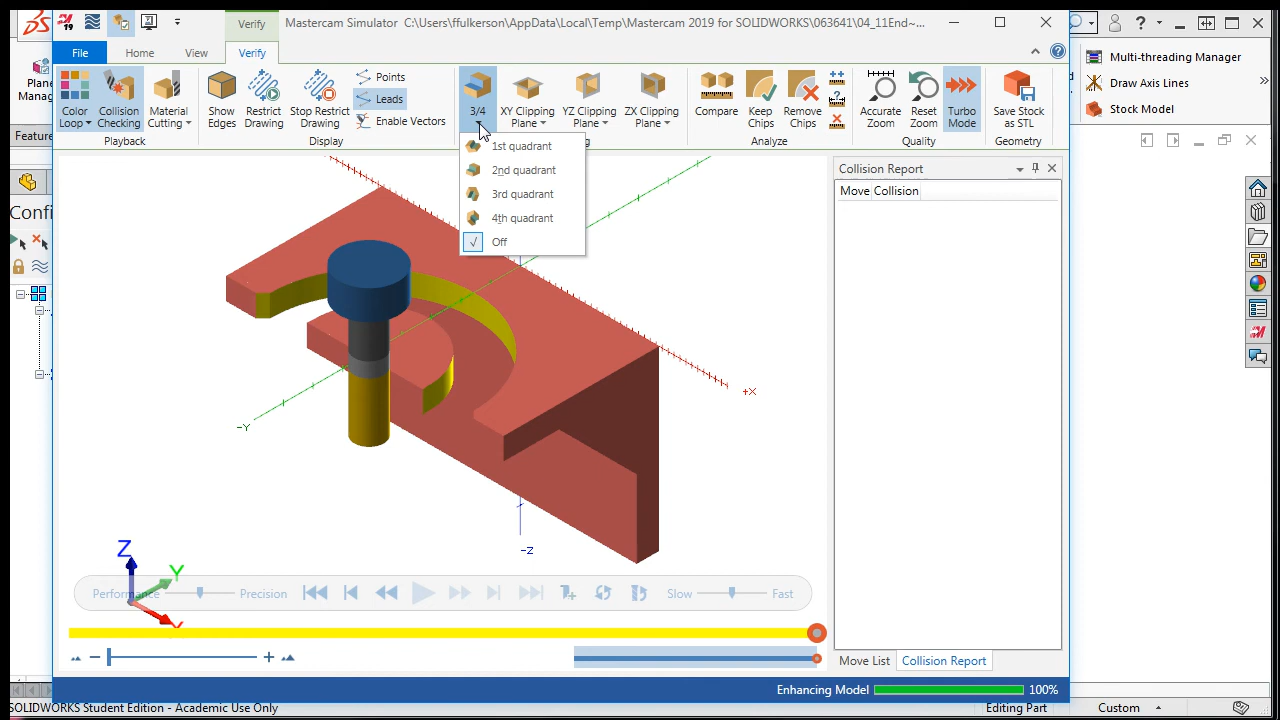 Verify
Mastercam Simulator C:\Users\ffulkerson\AppData\Local\Temp\Mastercam 2019 for SOLIDWORKS\063641\04_11End~...
File Home View Verify
Color Loop
Collision Checking
Material Cutting
Playback
Show Edges
Restrict Drawing
Stop Restrict Drawing
Points
Leads
Enable Vectors
Display
3/4
XY Clipping Plane
YZ Clipping Plane
ZX Clipping Plane
g
1st quadrant
2nd quadrant
3rd quadrant
4th quadrant
√ Off
Compare
Keep Chips
Remove Chips
Analyze
Accurate Zoom
Reset Zoom
Turbo Mode
Quality
Save Stock as STL
Geometry
Multi-threading Manager
Draw Axis Lines
Stock Model
Plane
Manag
Feature
Confi
Collision Report
Move Collision
+X
-Y
-Z
Z
Y
X
Performance Precision
Slow Fast
Move List Collision Report
Enhancing Model 100%
SOLIDWORKS Student Edition - Academic Use Only
Editing Part Custom